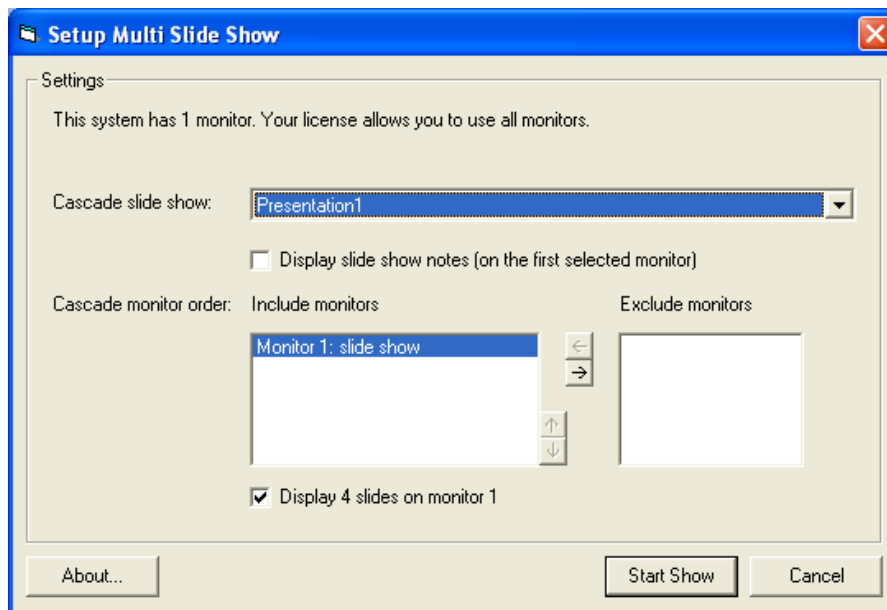 Setup Multi Slide Show
Settings
This system has 1 monitor. Your license allows you to use all monitors.
Cascade slide show:
Presentation1
Display slide show notes (on the first selected monitor)
Cascade monitor order:
Include monitors
Exclude monitors
Monitor 1: slide show
Display 4 slides on monitor 1
About...
Start Show
Cancel